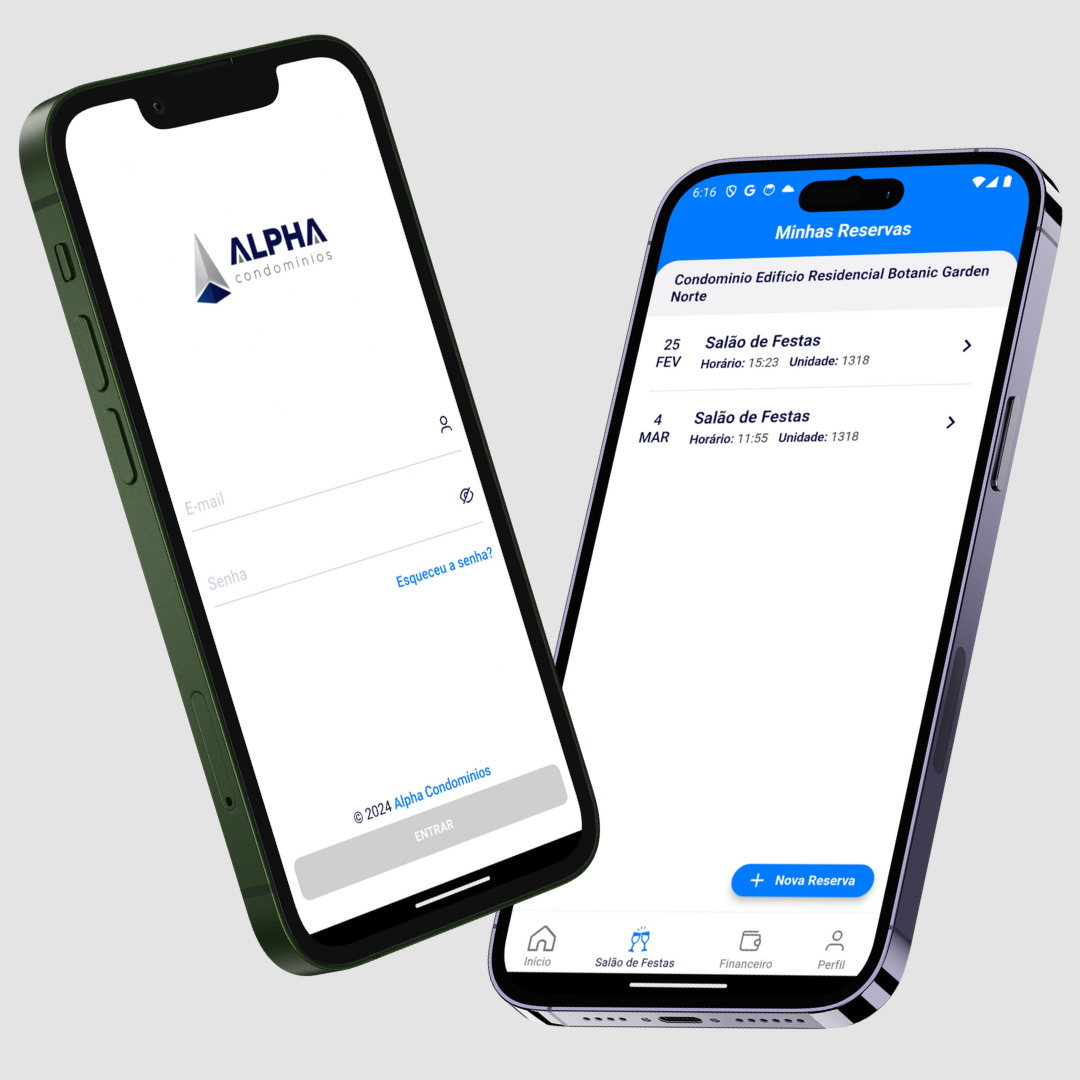 ALPHA
condomínios
E-mail
Senha
Esqueceu a senha?
© 2024 Alpha Condomínios
ENTRAR
6:16
Minhas Reservas
Condominio Edificio Residencial Botanic Garden
Norte
25 Salão de Festas
FEV Horário: 15:23 Unidade: 1318
4 Salão de Festas
MAR Horário: 11:55 Unidade: 1318
+ Nova Reserva
Início Salão de Festas Financeiro Perfil